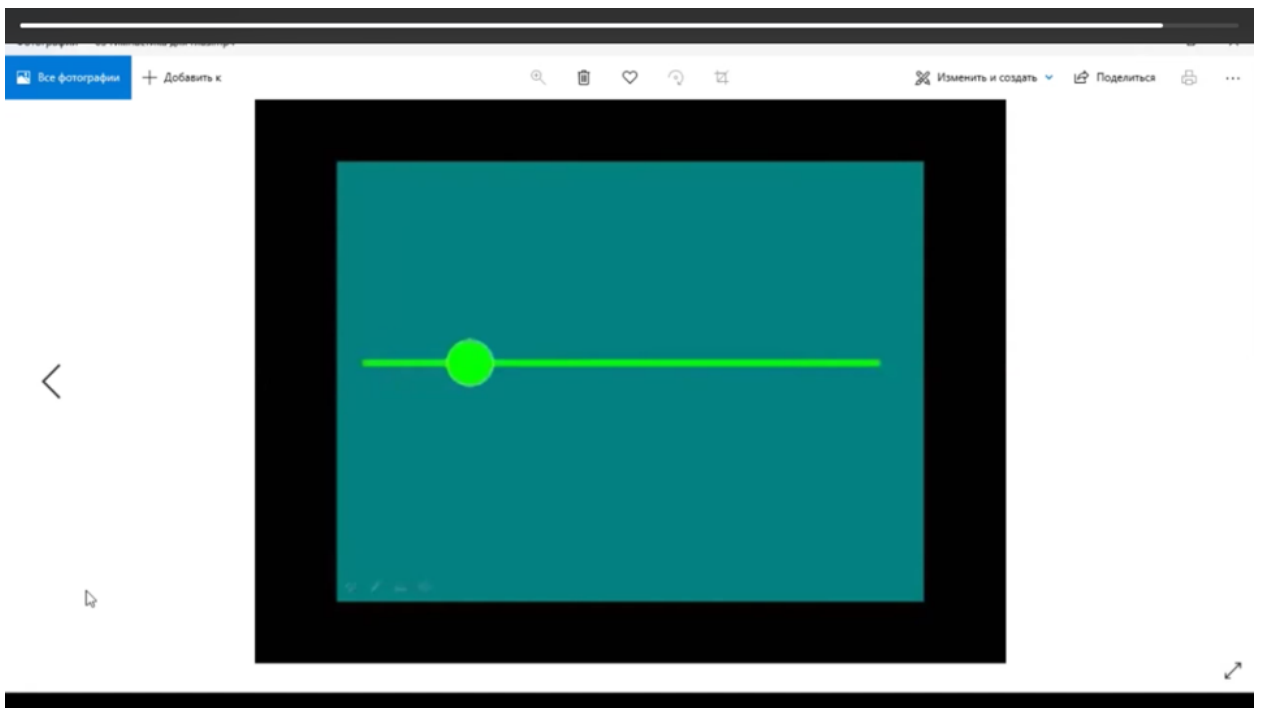 Все фотографии
Добавить к
Изменить и создать
Поделиться